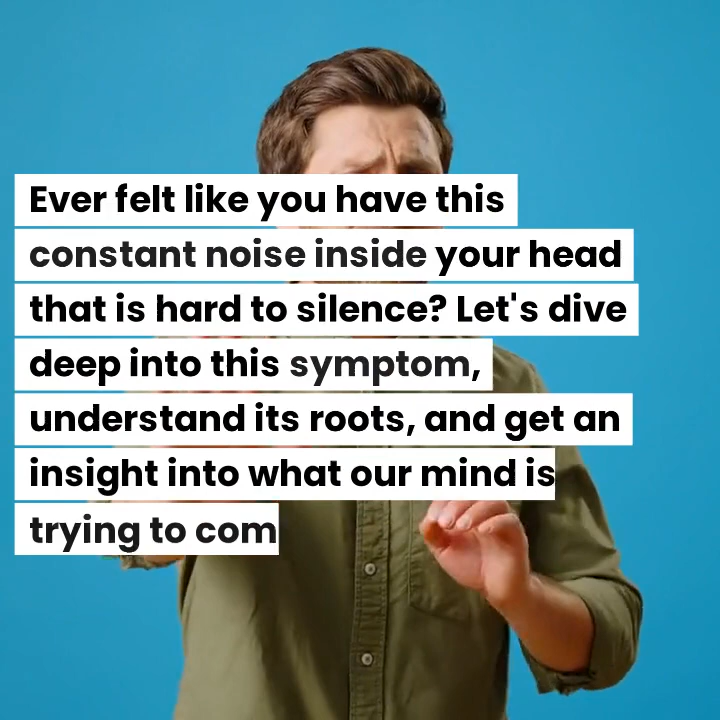 Ever felt like you have this
constant noise inside your head
that is hard to silence? Let's dive
deep into this symptom,
understand its roots, and get an
insight into what our mind is
trying to com